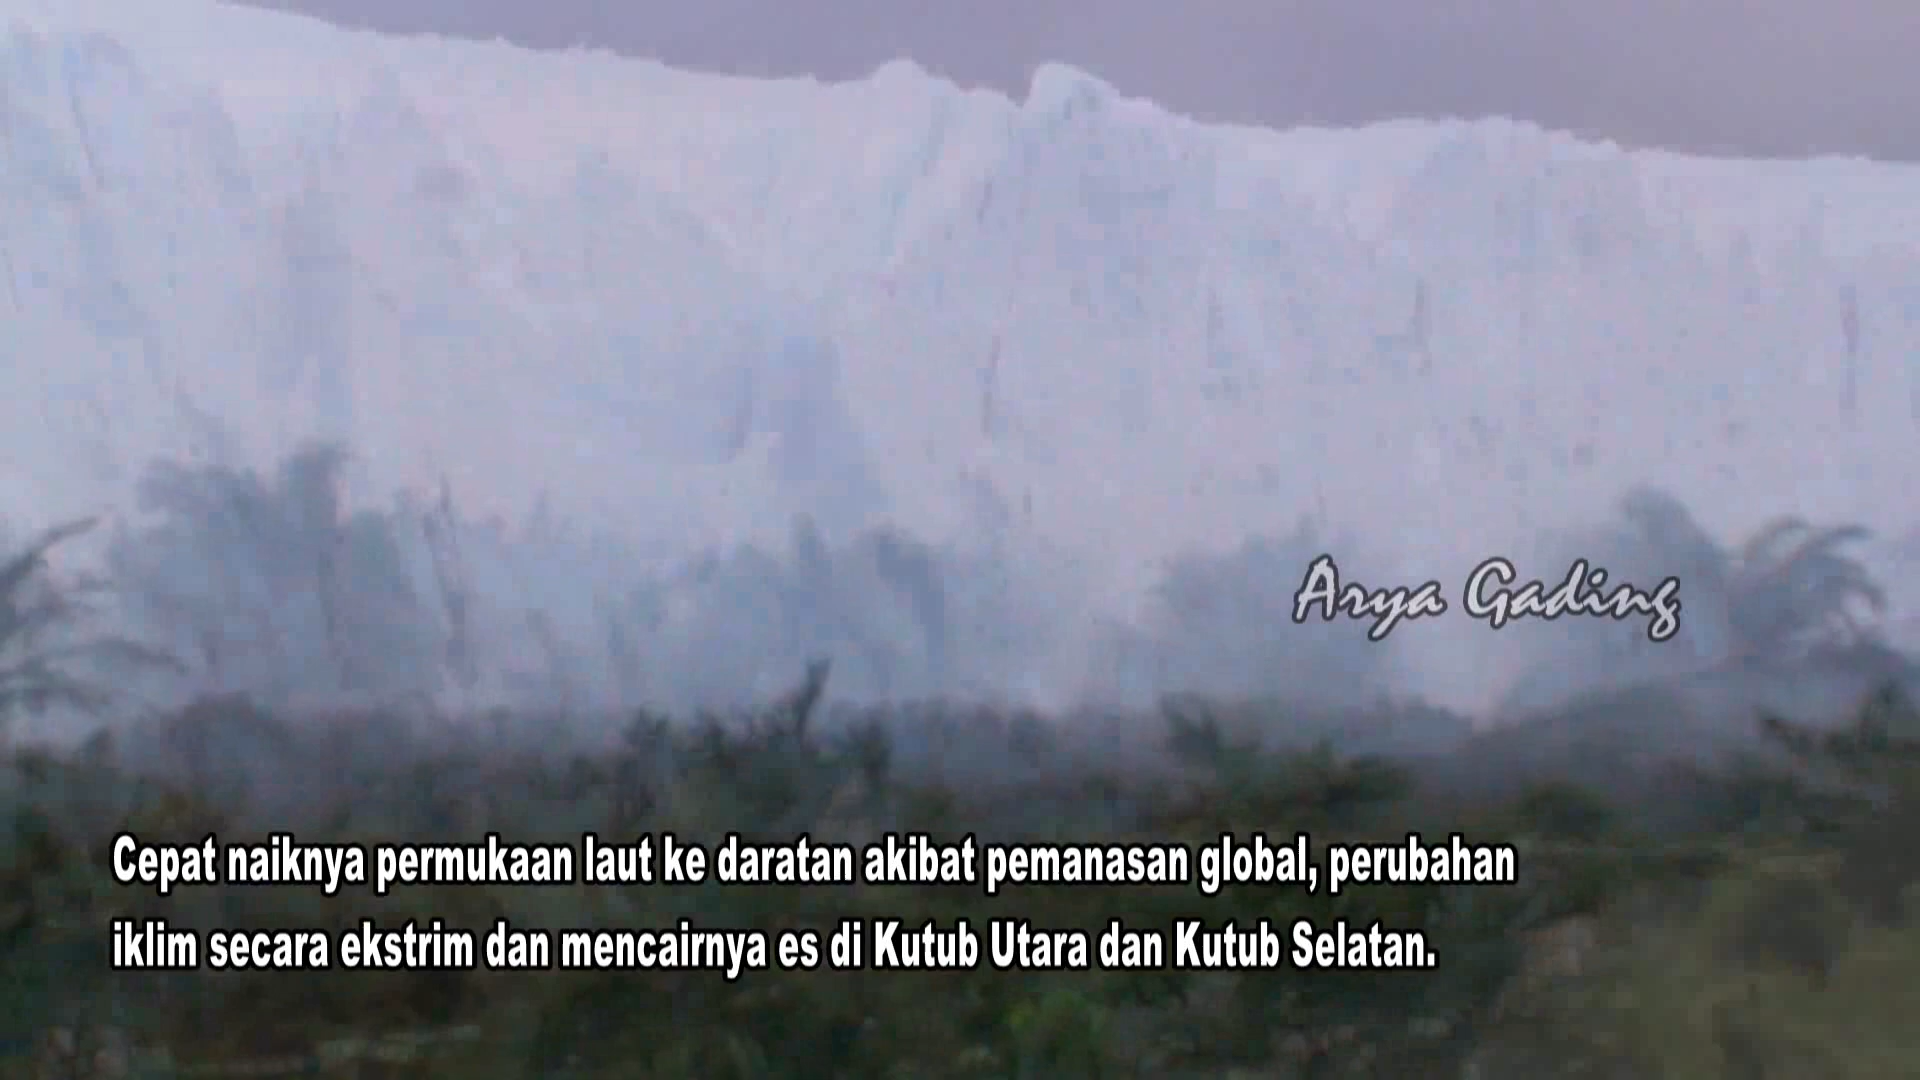 Arya Gading
Cepat naiknya permukaan laut ke daratan akibat pemanasan global, perubahan
iklim secara ekstrim dan mencairnya es di Kutub Utara dan Kutub Selatan.